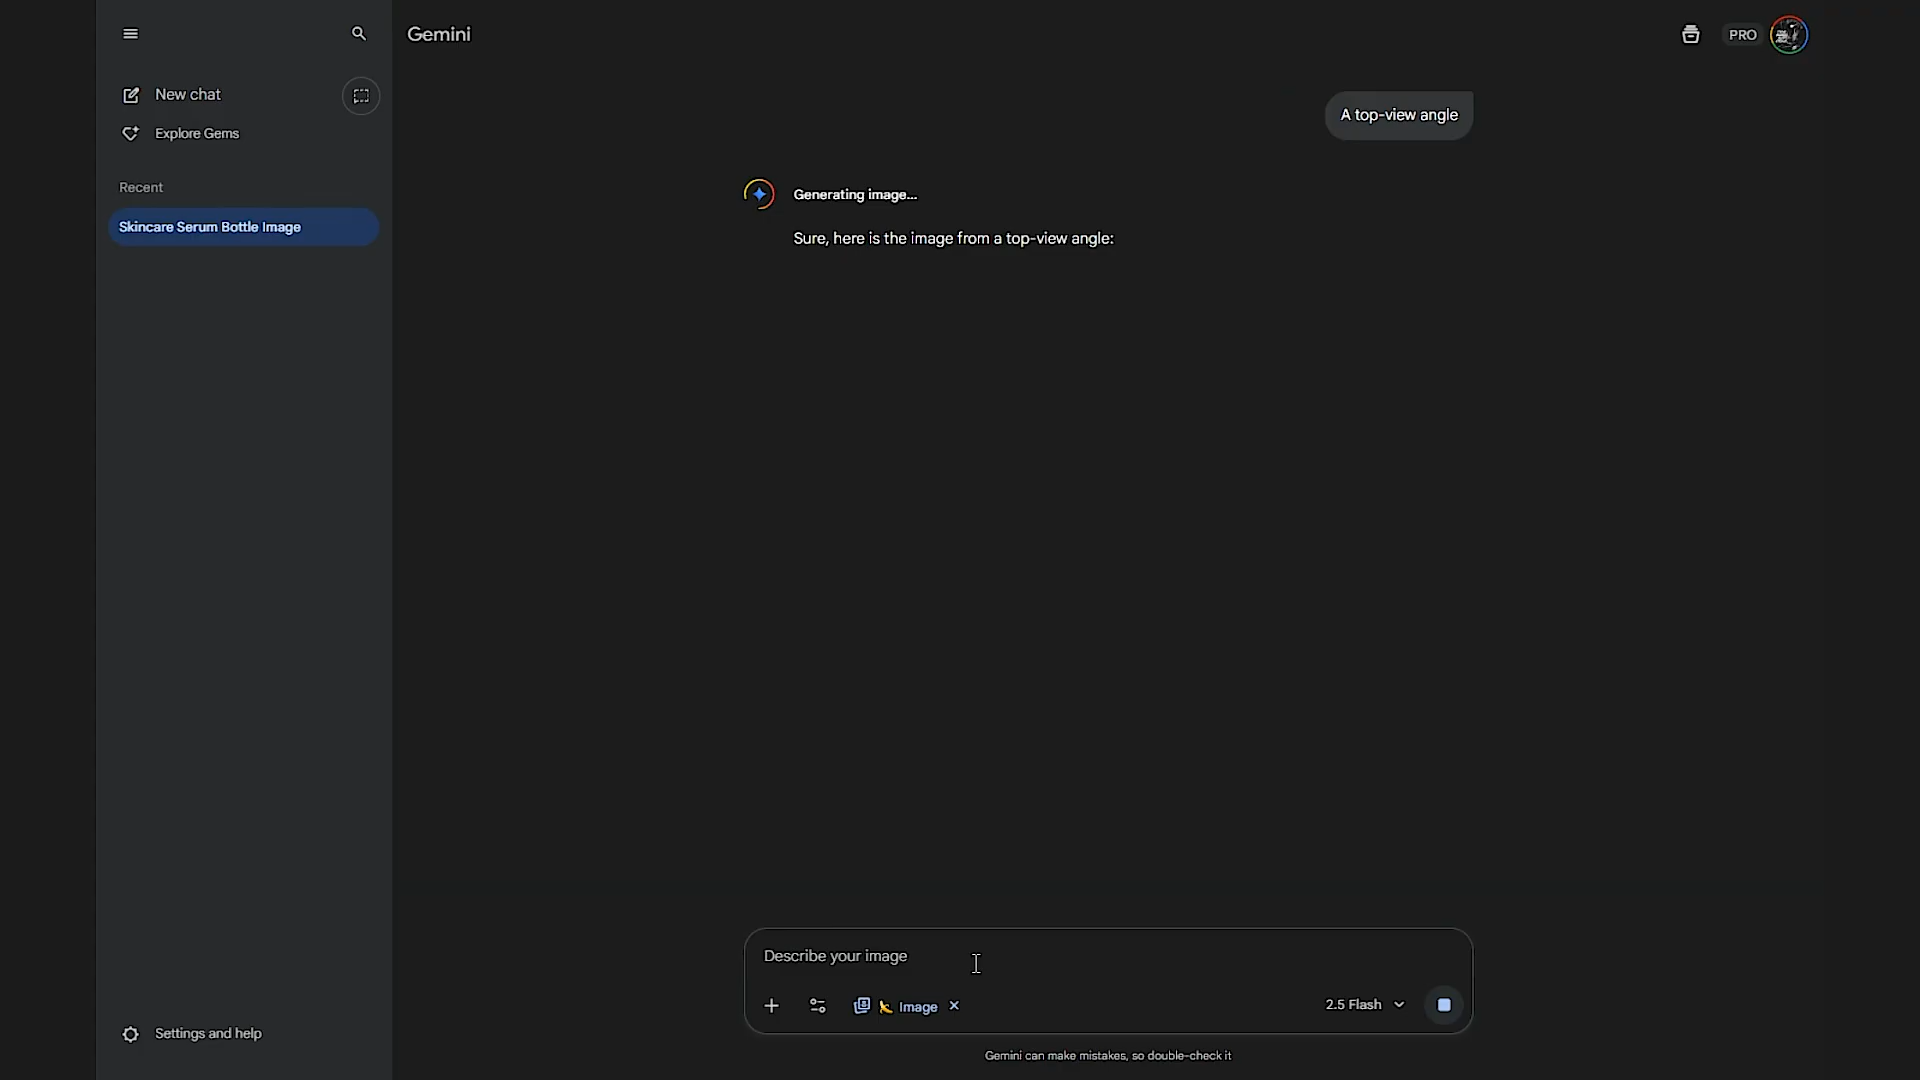 Gemini
PRO
New chat
Explore Gems
Recent
Skincare Serum Bottle Image
A top-view angle
Generating image...
Sure, here is the image from a top-view angle:
Describe your image
Image
2.5 Flash
Settings and help
Gemini can make mistakes, so double-check it